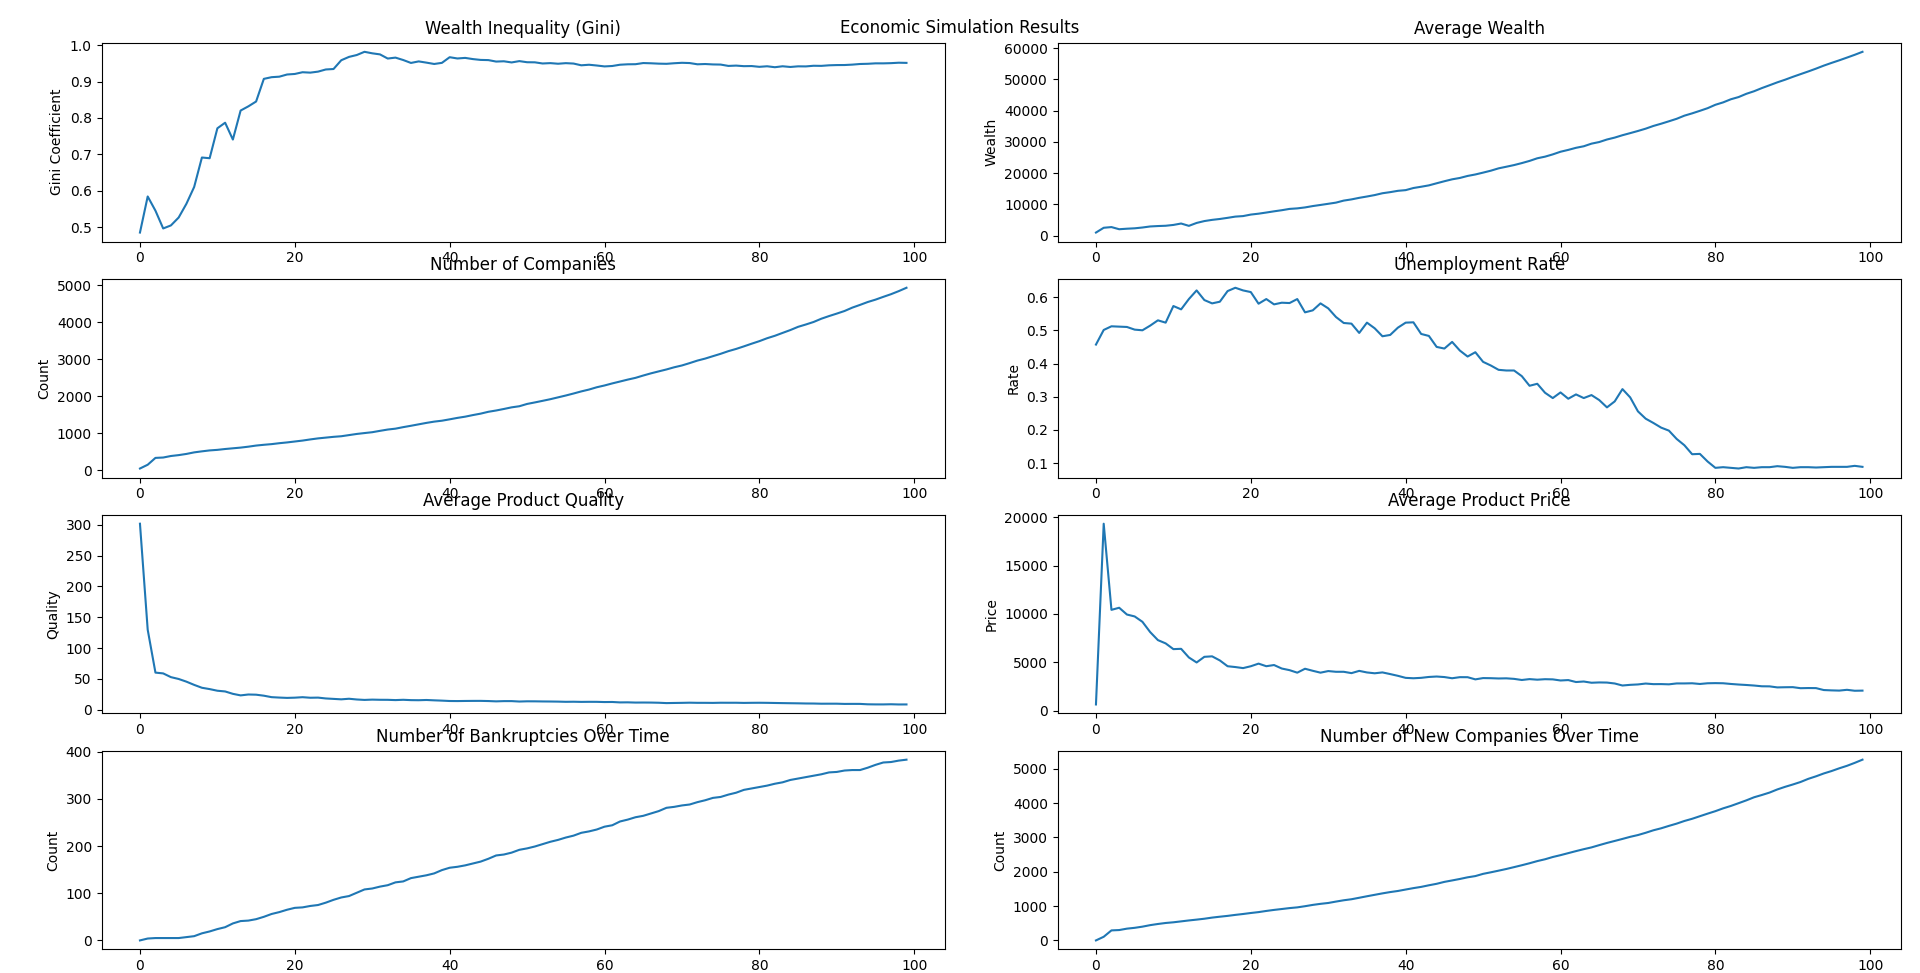 Economic Simulation Results
Wealth Inequality (Gini)
Gini Coefficient
1.0
0.9
0.8
0.7
0.6
0.5
0 20 40 60 80 100
Average Wealth
Wealth
60000
50000
40000
30000
20000
10000
0
0 20 40 60 80 100
Number of Companies
Count
5000
4000
3000
2000
1000
0
0 20 40 60 80 100
Unemployment Rate
Rate
0.6
0.5
0.4
0.3
0.2
0.1
0 20 40 60 80 100
Average Product Quality
Quality
300
250
200
150
100
50
0
0 20 40 60 80 100
Average Product Price
Price
20000
15000
10000
5000
0
0 20 40 60 80 100
Number of Bankruptcies Over Time
Count
400
300
200
100
0
0 20 40 60 80 100
Number of New Companies Over Time
Count
5000
4000
3000
2000
1000
0
0 20 40 60 80 100